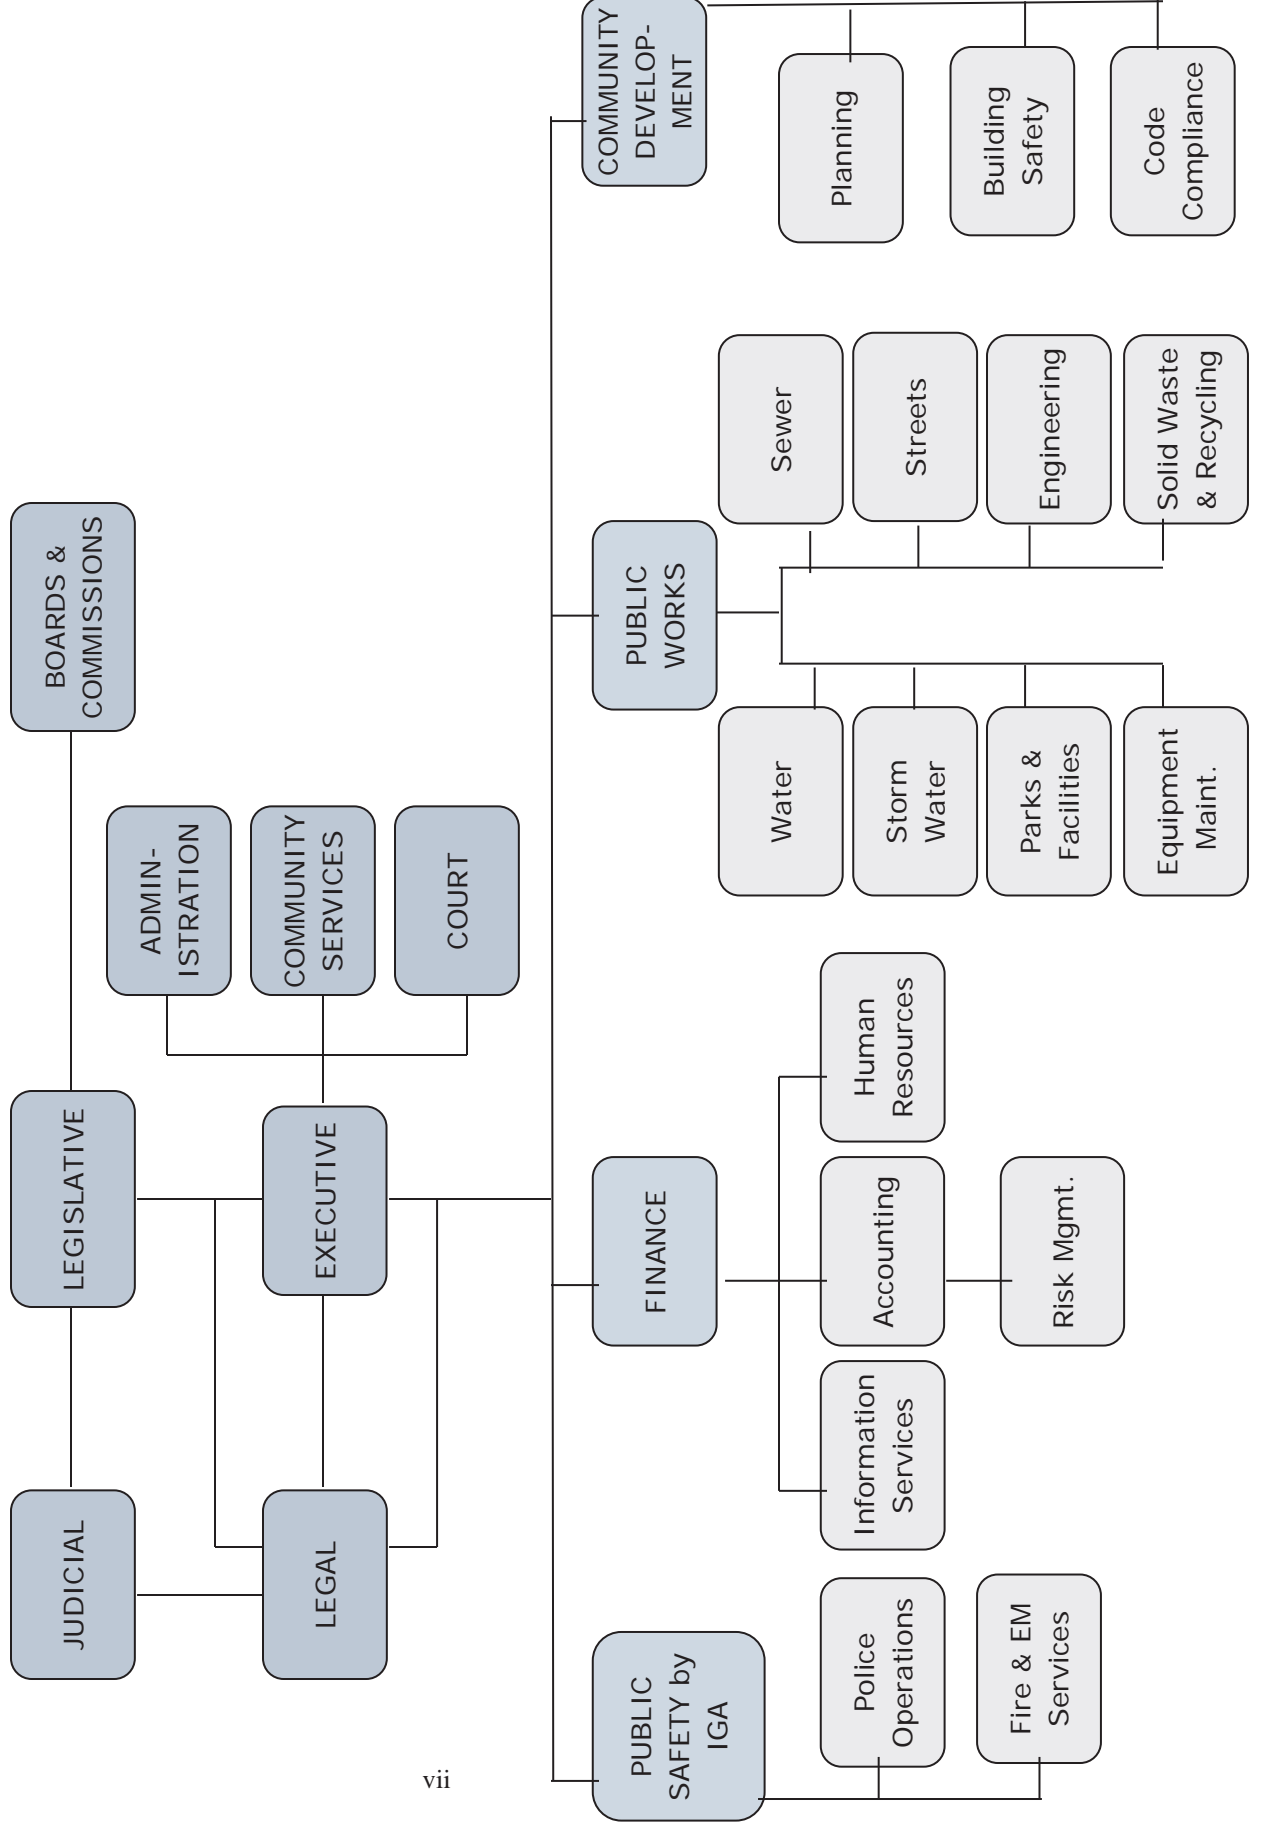 JUDICIAL
LEGISLATIVE
BOARDS &
COMMISSIONS
LEGAL
EXECUTIVE
ADMIN-
ISTRATION
COMMUNITY
SERVICES
COURT
PUBLIC
SAFETY by
IGA
FINANCE
PUBLIC
WORKS
COMMUNITY
DEVELOP-
MENT
Police
Operations
Fire & EM
Services
Information
Services
Accounting
Human
Resources
Risk Mgmt.
Water
Storm
Water
Parks &
Facilities
Equipment
Maint.
Sewer
Streets
Engineering
Solid Waste
& Recycling
Planning
Building
Safety
Code
Compliance
vii